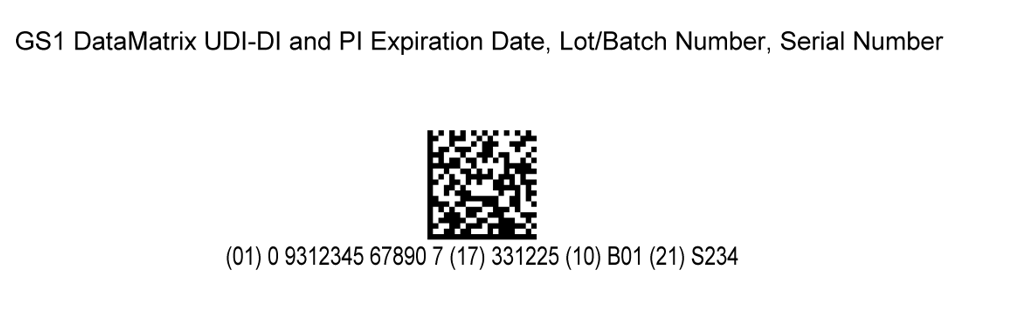 GS1 DataMatrix UDI-DI and PI Expiration Date, Lot/Batch Number, Serial Number
(01) 0 9312345 67890 7 (17) 331225 (10) B01 (21) S234